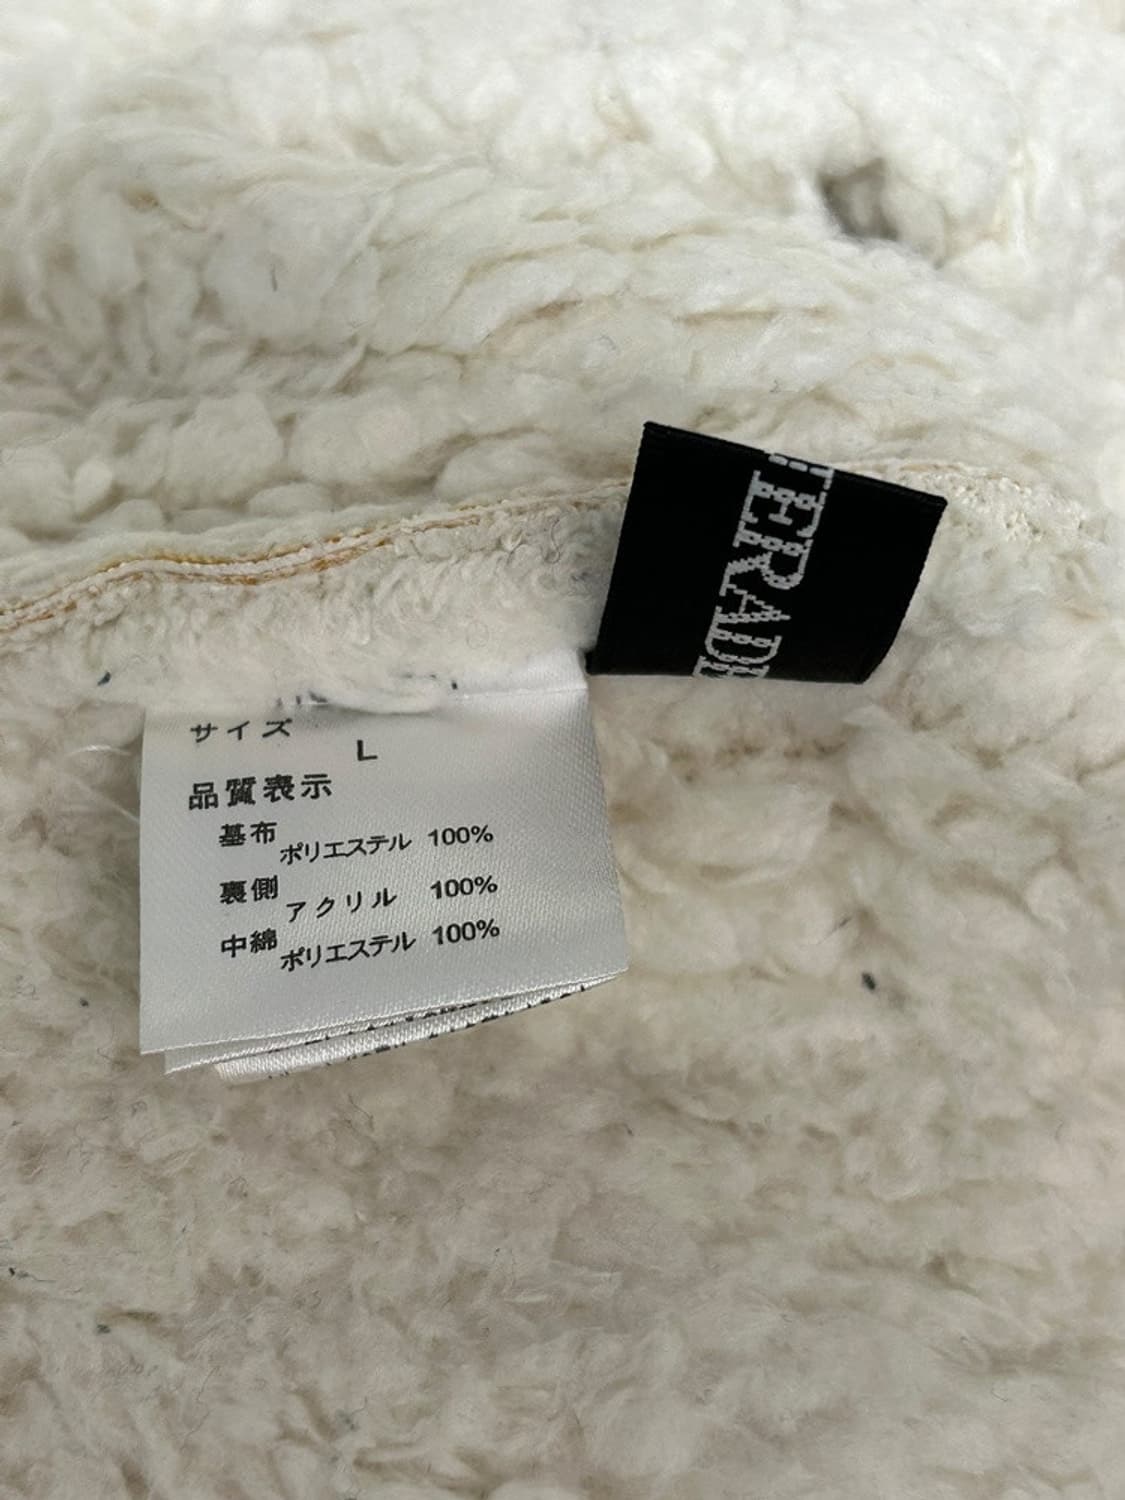 サイズ
L
品質表示
基布 ポリエステル 100%
裏側 アクリル 100%
中綿 ポリエステル 100%
TERAD